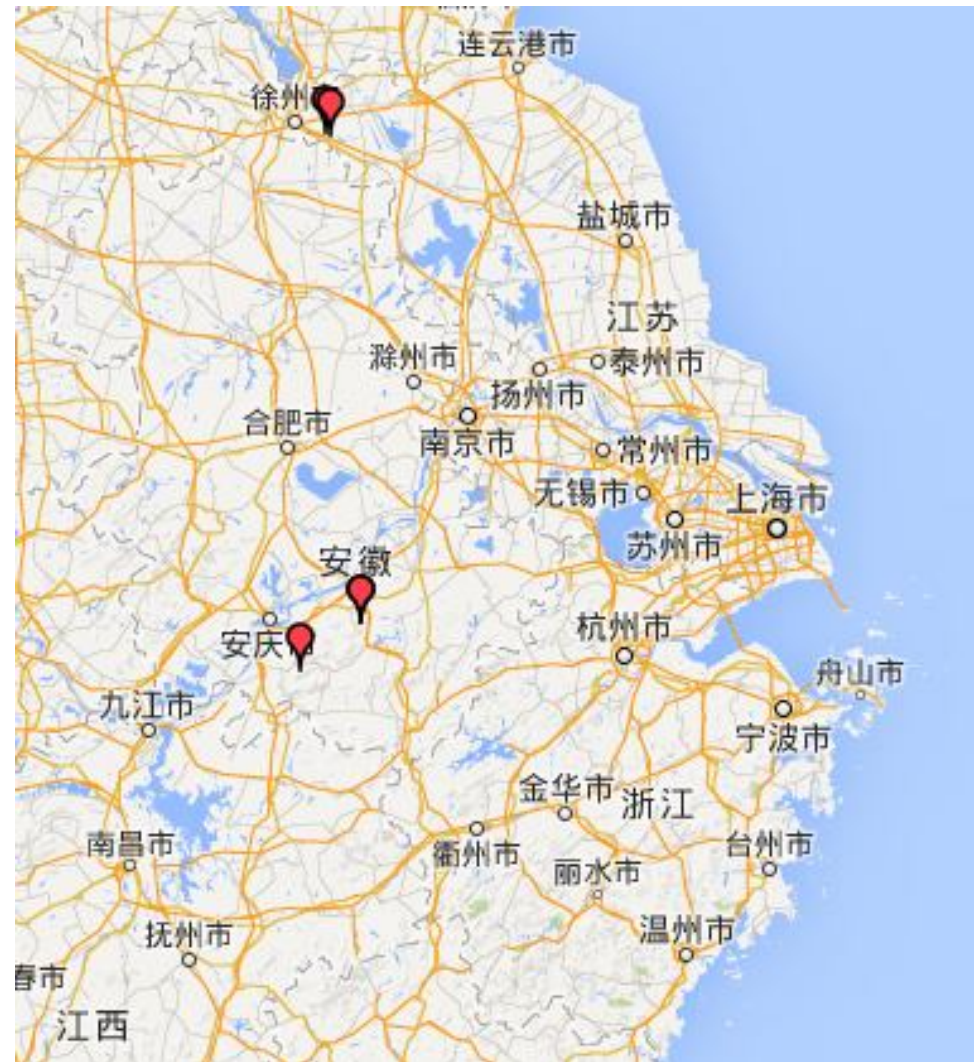 连云港市
徐州
盐城市
江苏
滁州市
泰州市
扬州市
合肥市
南京市
常州市
无锡市
上海市
苏州市
安徽
杭州市
安庆
舟山市
九江市
宁波市
金华市
浙江
南昌市
台州市
衢州市
丽水市
温州市
抚州市
春市
江西